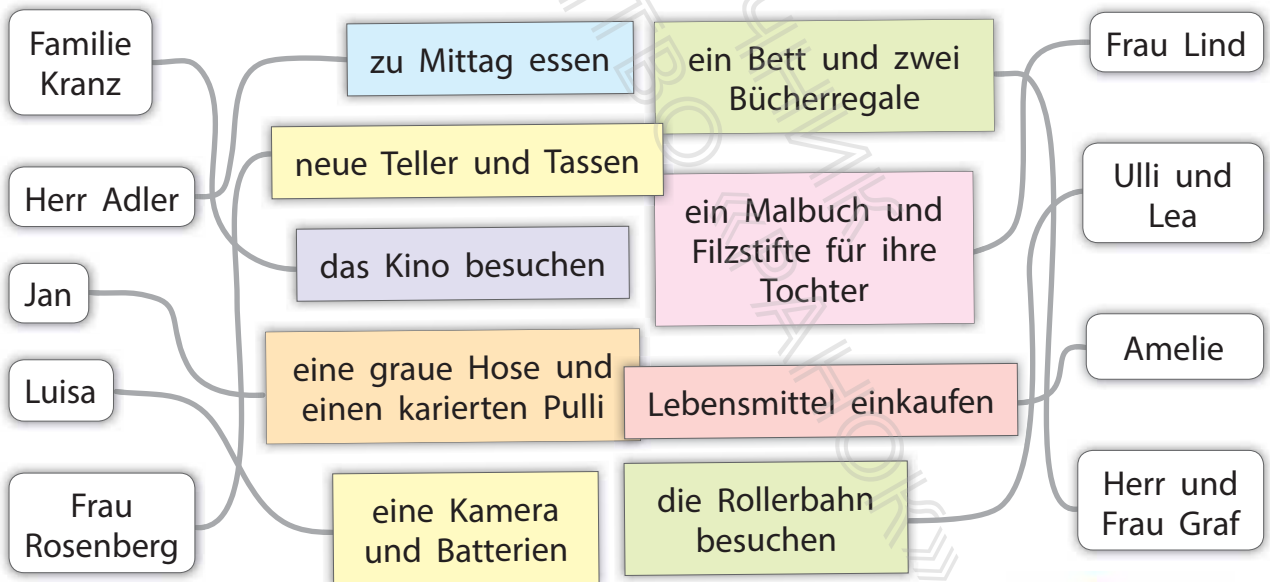 Familie
Kranz
Herr Adler
Jan
Luisa
Frau
Rosenberg
zu Mittag essen
neue Teller und Tassen
das Kino besuchen
eine graue Hose und
einen karierten Pulli
eine Kamera
und Batterien
ein Bett und zwei
Bücherregale
ein Malbuch und
Filzstifte für ihre
Tochter
Lebensmittel einkaufen
die Rollerbahn
besuchen
Frau Lind
Ulli und
Lea
Amelie
Herr und
Frau Graf